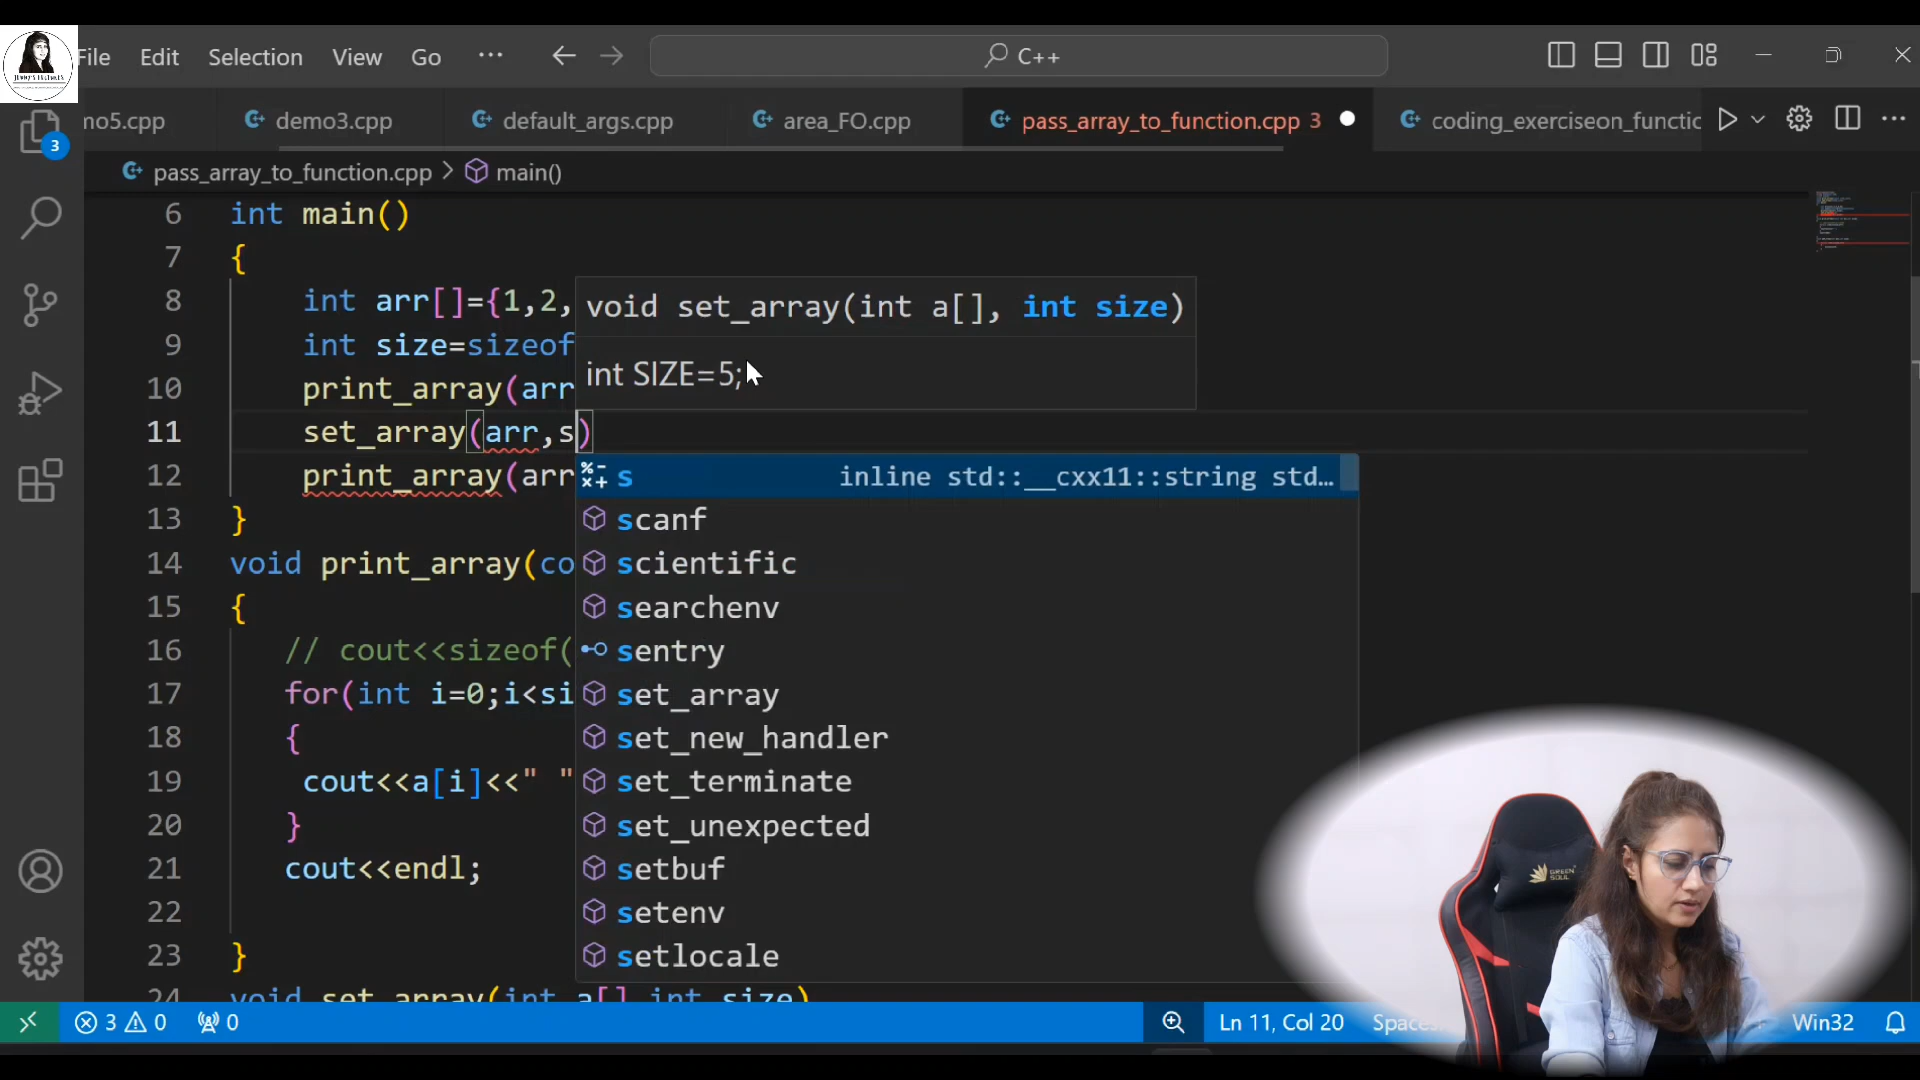 File Edit Selection View Go ··· C++
mo5.cpp demo3.cpp default_args.cpp area_FO.cpp pass_array_to_function.cpp 3 coding_exerciseon_functic
3
pass_array_to_function.cpp > main()
6 int main()
7 {
8 int arr[]={1,2,
9 int size=sizeof
10 print_array(arr
11 set_array(arr,s)
12 print_array(arr
13 }
14 void print_array(co
15 {
16 // cout<<sizeof(
17 for(int i=0;i<si
18 {
19 cout<<a[i]<<" "
20 }
21 cout<<endl;
22
23 }
24 void set_array(int a[],int size)
void set_array(int a[], int size)
int SIZE=5;
s inline std::__cxx11::string std…
scanf
scientific
searchenv
sentry
set_array
set_new_handler
set_terminate
set_unexpected
setbuf
setenv
setlocale
GREEN SOUL
3 0 0 Ln 11, Col 20 Spaces: Win32